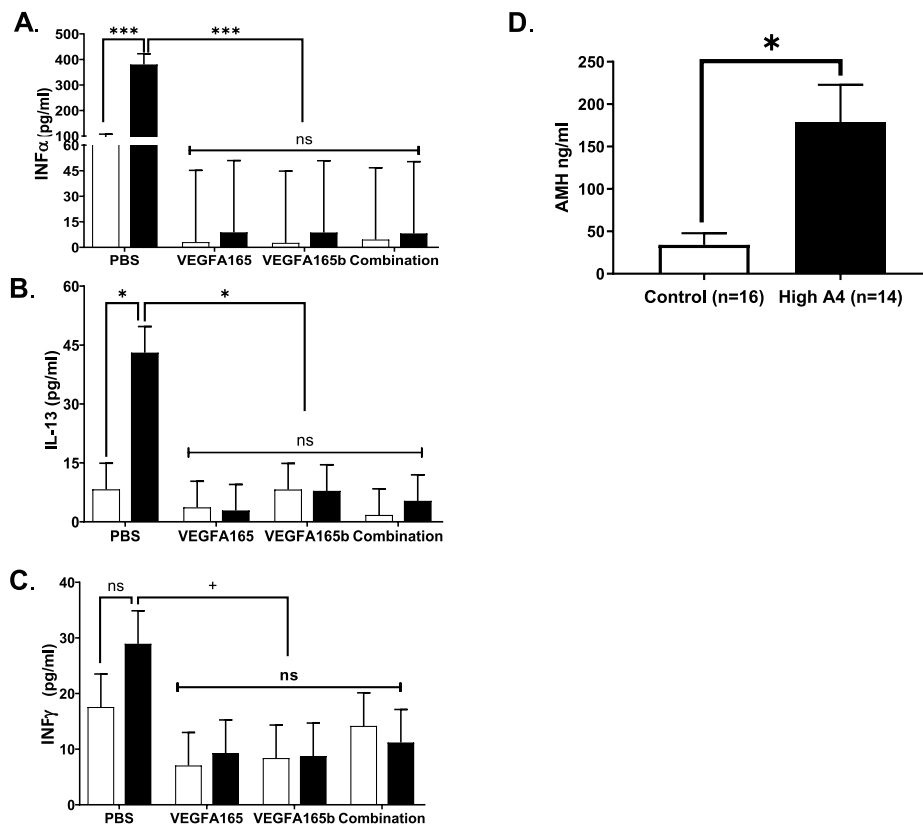 A.
*** ***
500
400
300
200
100
60
45
30
15
0
INFα (pg/ml)
ns
PBS VEGFA165 VEGFA165b Combination
B.
* *
60
45
30
15
0
IL-13 (pg/ml)
ns
PBS VEGFA165 VEGFA165b Combination
C.
ns +
40
30
20
10
0
INFγ (pg/ml)
ns
PBS VEGFA165 VEGFA165b Combination
D.
*
250
200
150
100
50
0
AMH ng/ml
Control (n=16) High A4 (n=14)